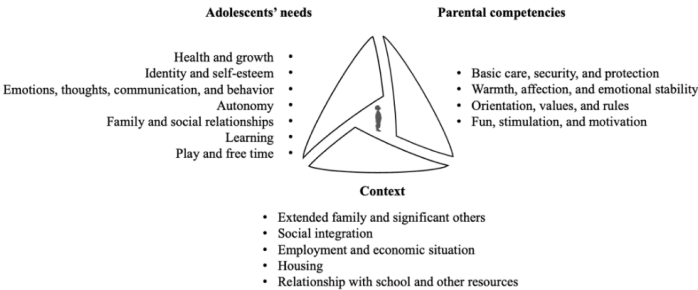 Adolescents' needs
Health and growth •
Identity and self-esteem •
Emotions, thoughts, communication, and behavior •
Autonomy •
Family and social relationships •
Learning •
Play and free time •
Parental competencies
• Basic care, security, and protection
• Warmth, affection, and emotional stability
• Orientation, values, and rules
• Fun, stimulation, and motivation
Context
• Extended family and significant others
• Social integration
• Employment and economic situation
• Housing
• Relationship with school and other resources